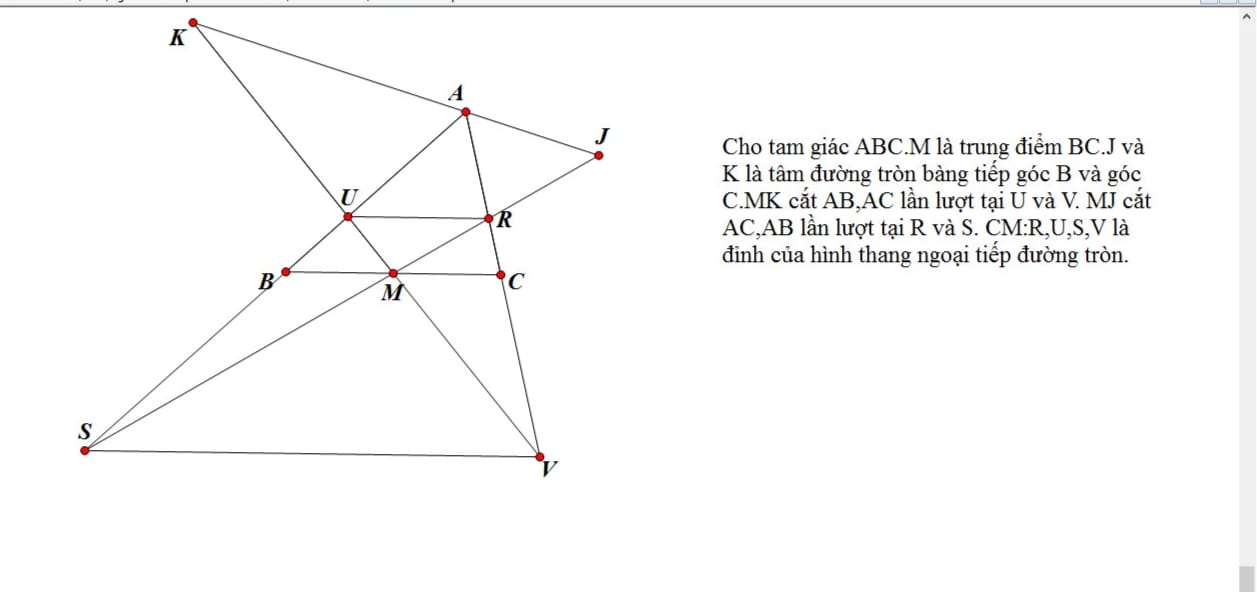 K
A
J
U
R
B
M
C
S
V
Cho tam giác ABC.M là trung điểm BC.J và
K là tâm đường tròn bàng tiếp góc B và góc
C.MK cắt AB,AC lần lượt tại U và V. MJ cắt
AC,AB lần lượt tại R và S. CM:R,U,S,V là
đỉnh của hình thang ngoại tiếp đường tròn.